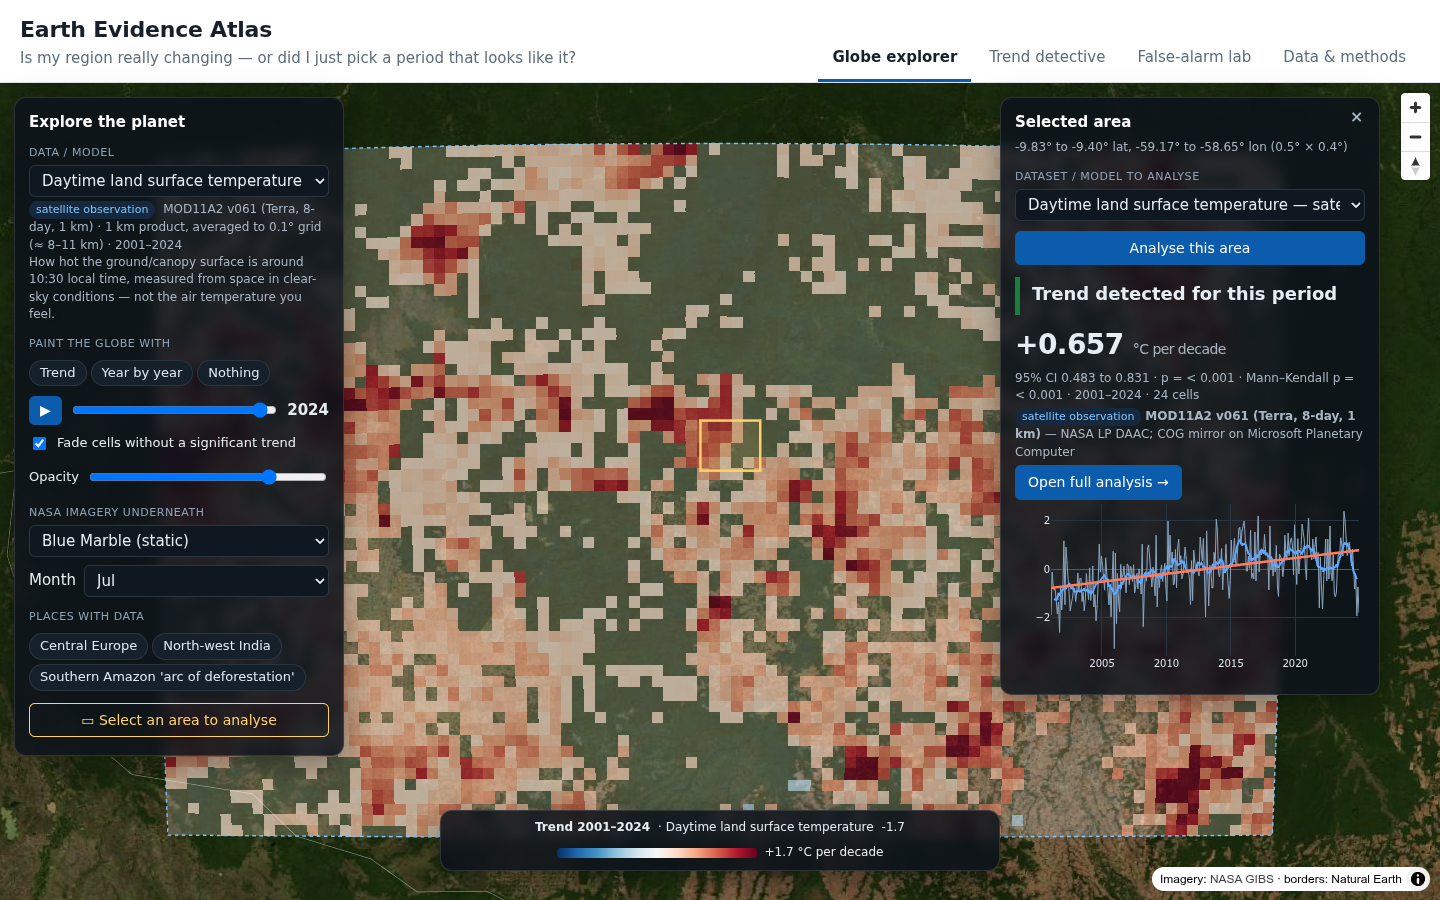 Earth Evidence Atlas
Is my region really changing — or did I just pick a period that looks like it?
Globe explorer
Trend detective
False-alarm lab
Data & methods
Explore the planet
DATA / MODEL
Daytime land surface temperature
satellite observation MOD11A2 v061 (Terra, 8-
day, 1 km) · 1 km product, averaged to 0.1° grid
(≈ 8–11 km) · 2001–2024
How hot the ground/canopy surface is around
10:30 local time, measured from space in clear-
sky conditions — not the air temperature you
feel.
PAINT THE GLOBE WITH
Trend
Year by year
Nothing
▶
2024
Fade cells without a significant trend
Opacity
NASA IMAGERY UNDERNEATH
Blue Marble (static)
Month
Jul
PLACES WITH DATA
Central Europe
North-west India
Southern Amazon 'arc of deforestation'
▭ Select an area to analyse
Selected area
×
-9.83° to -9.40° lat, -59.17° to -58.65° lon (0.5° × 0.4°)
DATASET / MODEL TO ANALYSE
Daytime land surface temperature — sate
Analyse this area
Trend detected for this period
+0.657 °C per decade
95% CI 0.483 to 0.831 · p = < 0.001 · Mann–Kendall p =
< 0.001 · 2001–2024 · 24 cells
satellite observation MOD11A2 v061 (Terra, 8-day, 1
km) — NASA LP DAAC; COG mirror on Microsoft Planetary
Computer
Open full analysis →
2
0
−2
2005
2010
2015
2020
Trend 2001–2024 · Daytime land surface temperature -1.7
+1.7 °C per decade
Imagery: NASA GIBS · borders: Natural Earth